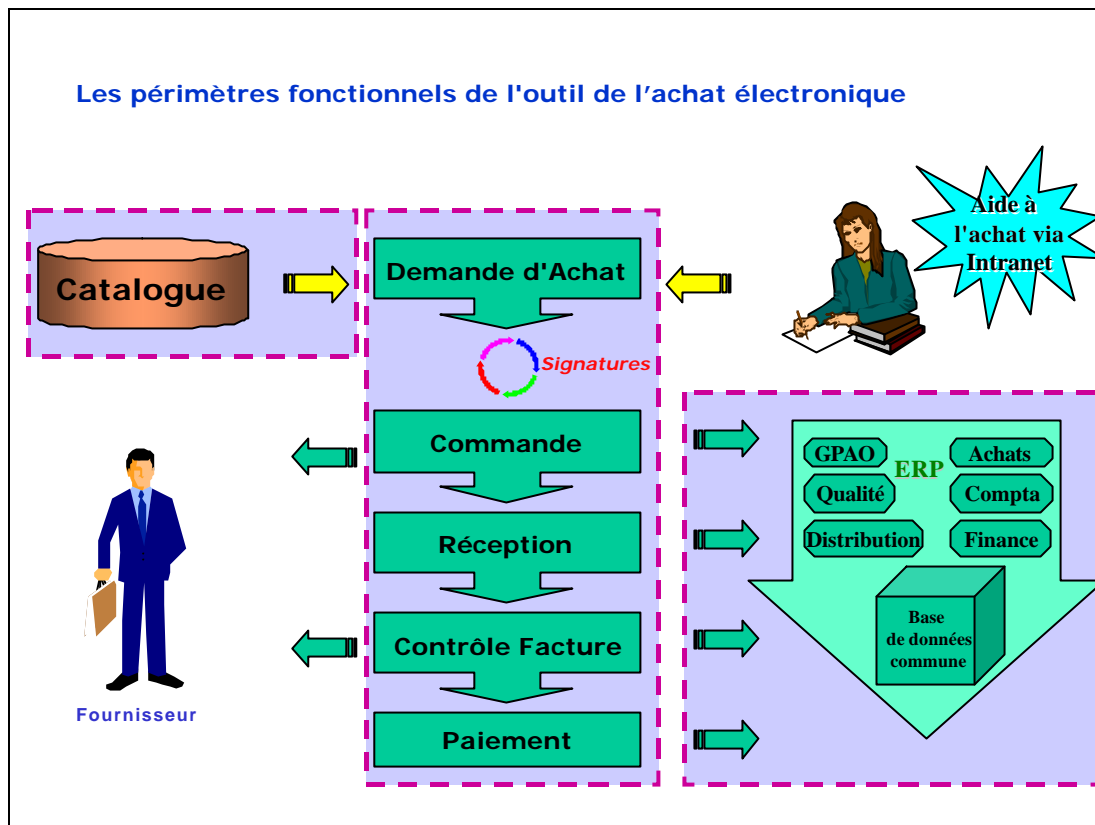 Les périmètres fonctionnels de l'outil de l’achat électronique
Aide à
l'achat via
Intranet
Catalogue
Demande d'Achat
Signatures
Commande
GPAO
ERP
Achats
Qualité
Compta
Réception
Distribution
Finance
Base
de données
commune
Contrôle Facture
Fournisseur
Paiement